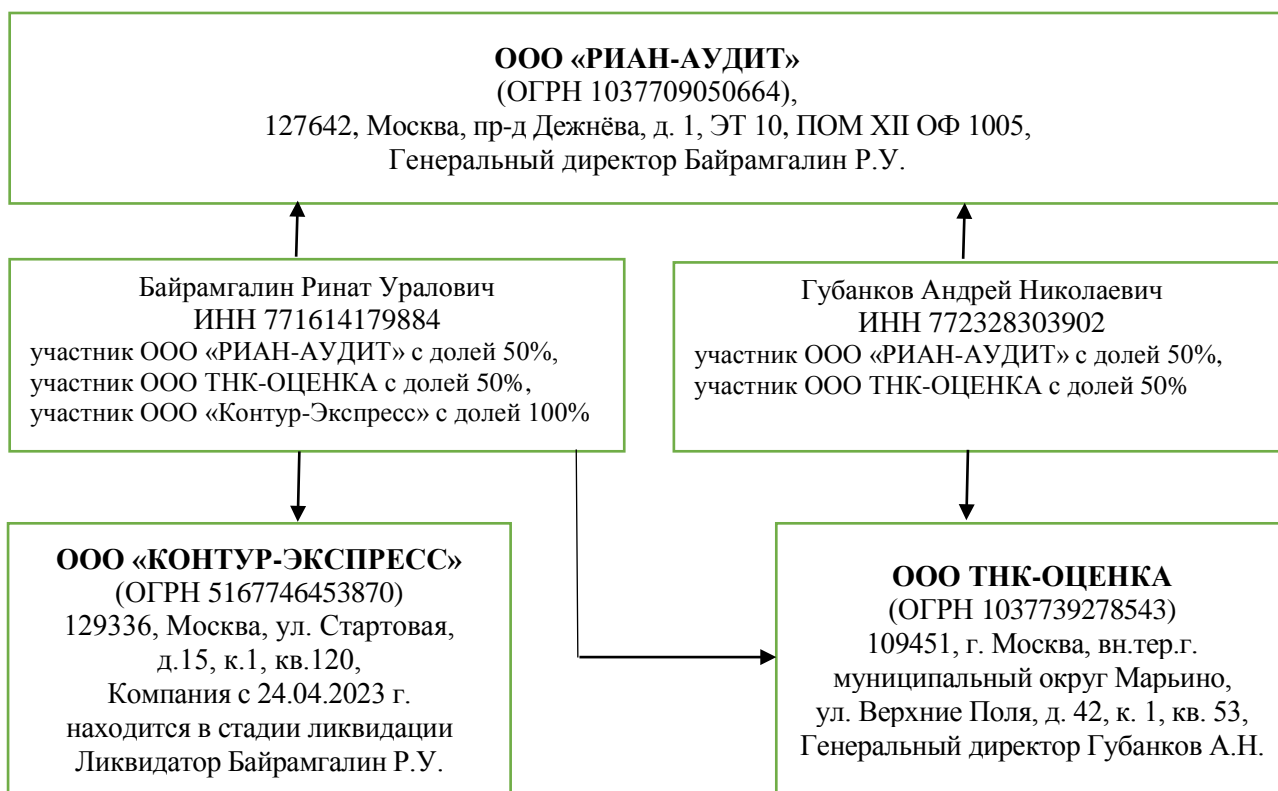 ООО «РИАН-АУДИТ»
(ОГРН 1037709050664),
127642, Москва, пр-д Дежнёва, д. 1, ЭТ 10, ПОМ XII ОФ 1005,
Генеральный директор Байрамгалин Р.У.
Байрамгалин Ринат Уралович
ИНН 771614179884
участник ООО «РИАН-АУДИТ» с долей 50%,
участник ООО ТНК-ОЦЕНКА с долей 50%,
участник ООО «Контур-Экспресс» с долей 100%
Губанков Андрей Николаевич
ИНН 772328303902
участник ООО «РИАН-АУДИТ» с долей 50%,
участник ООО ТНК-ОЦЕНКА с долей 50%
ООО «КОНТУР-ЭКСПРЕСС»
(ОГРН 5167746453870)
129336, Москва, ул. Стартовая,
д.15, к.1, кв.120,
Компания с 24.04.2023 г.
находится в стадии ликвидации
Ликвидатор Байрамгалин Р.У.
ООО ТНК-ОЦЕНКА
(ОГРН 1037739278543)
109451, г. Москва, вн.тер.г.
муниципальный округ Марьино,
ул. Верхние Поля, д. 42, к. 1, кв. 53,
Генеральный директор Губанков А.Н.